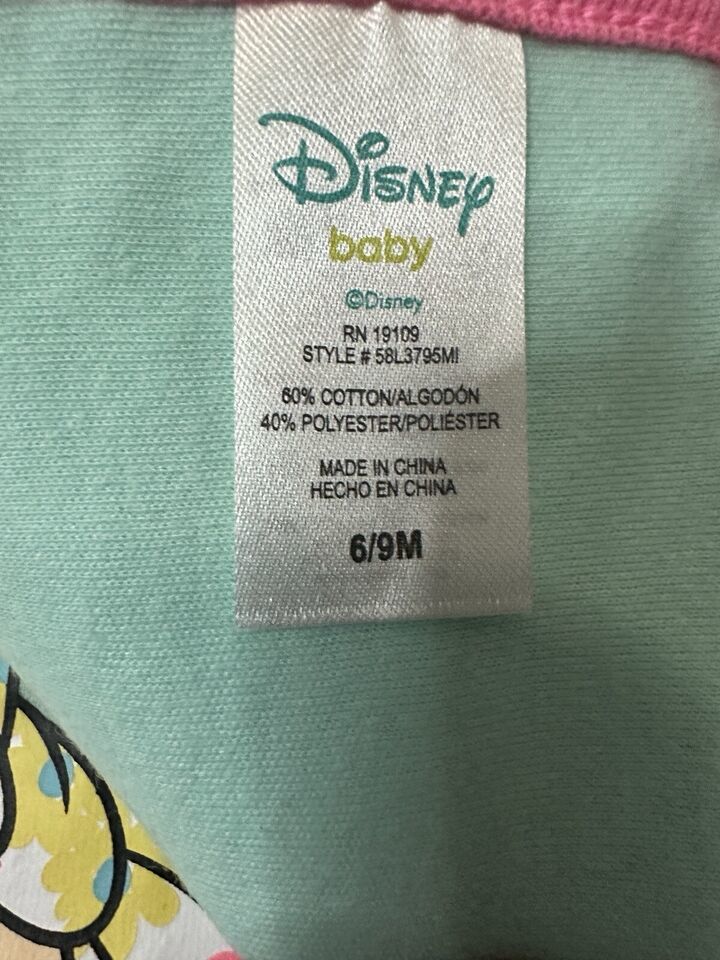 Disney
baby
©Disney
RN 19109
STYLE # 58L3795MI
60% COTTON/ALGODÓN
40% POLYESTER/POLIÉSTER
MADE IN CHINA
HECHO EN CHINA
6/9M